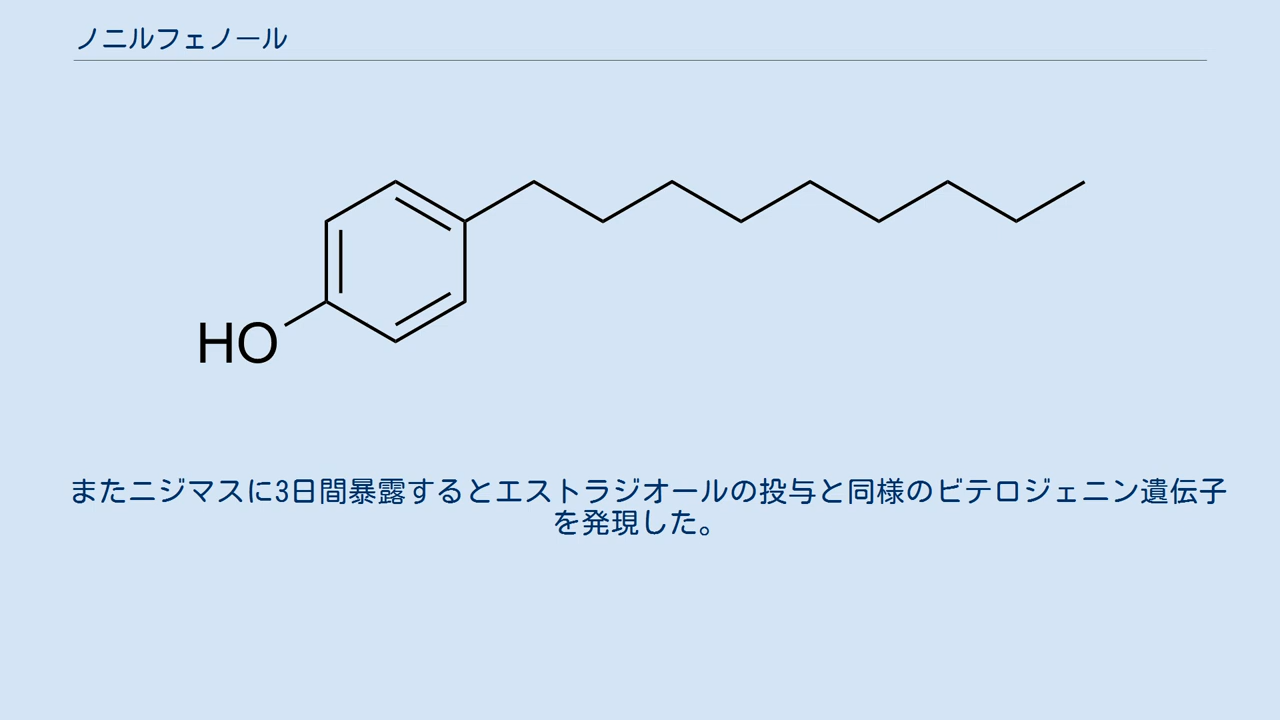 ノニルフェノール
HO
またニジマスに3日間暴露するとエストラジオールの投与と同様のビテロジェニン遺伝子
を発現した。